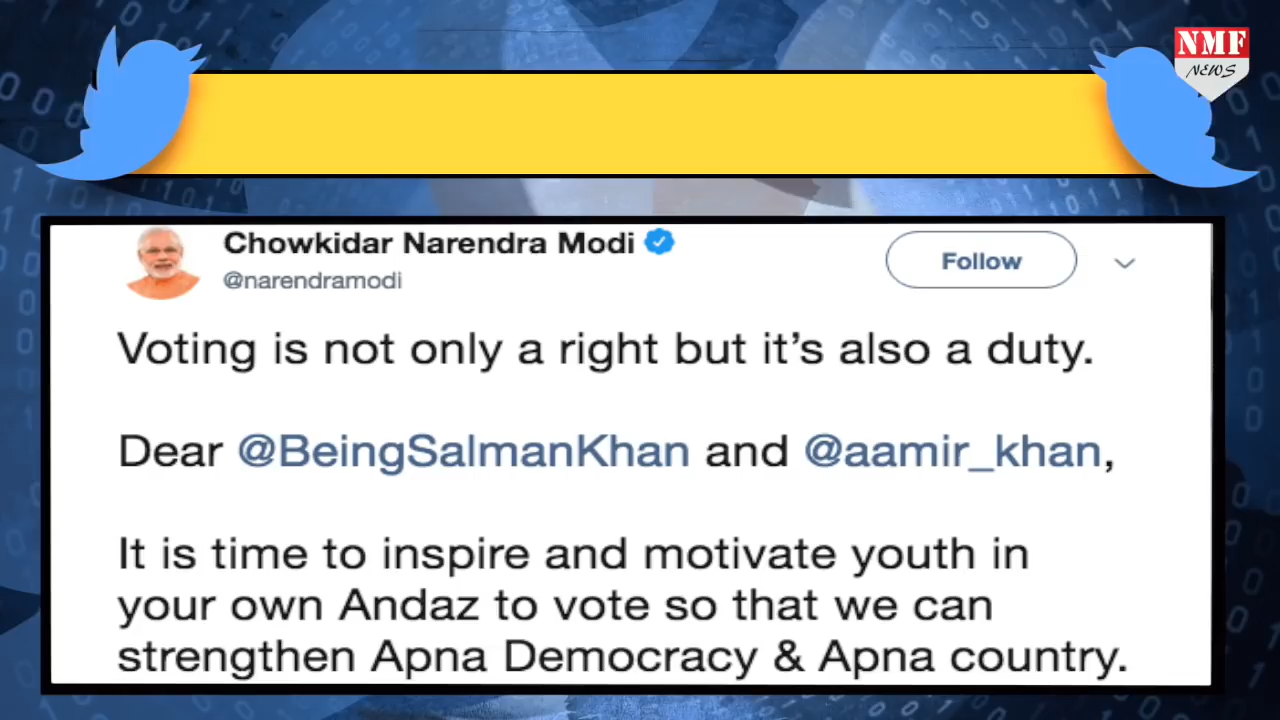 NMF
NEWS
Chowkidar Narendra Modi
@narendramodi
Follow
Voting is not only a right but it's also a duty.
Dear @BeingSalmanKhan and @aamir_khan,
It is time to inspire and motivate youth in
your own Andaz to vote so that we can
strengthen Apna Democracy & Apna country.